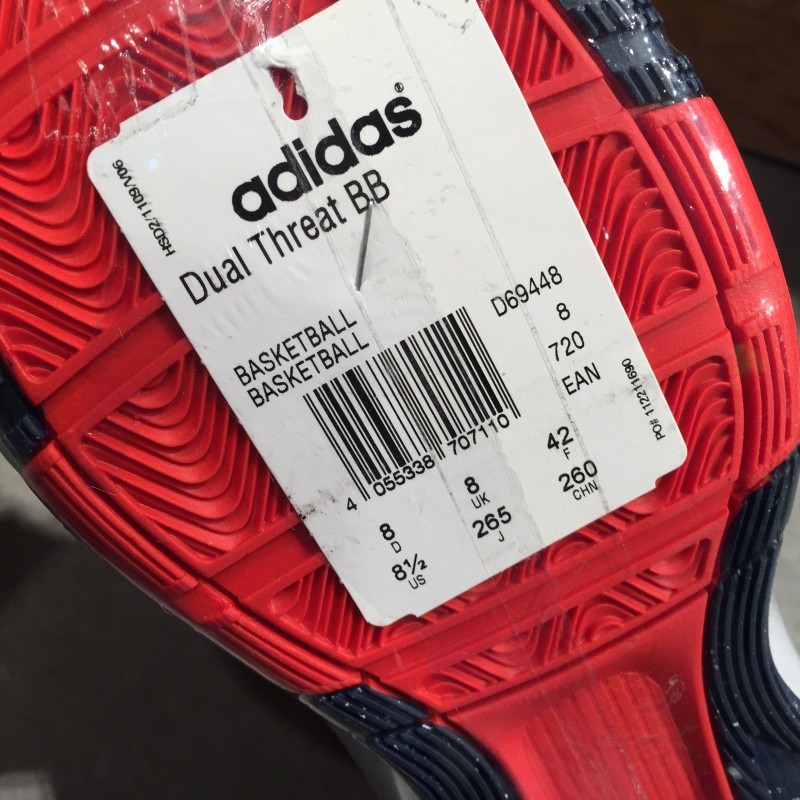 adidas®
Dual Threat BB
HSD2/1109/V06
BASKETBALL
BASKETBALL
D69448
8
720
EAN
4 055338 707110
PO# 112211690
8 8 42
D UK F
8½ 265 260
US J CHN